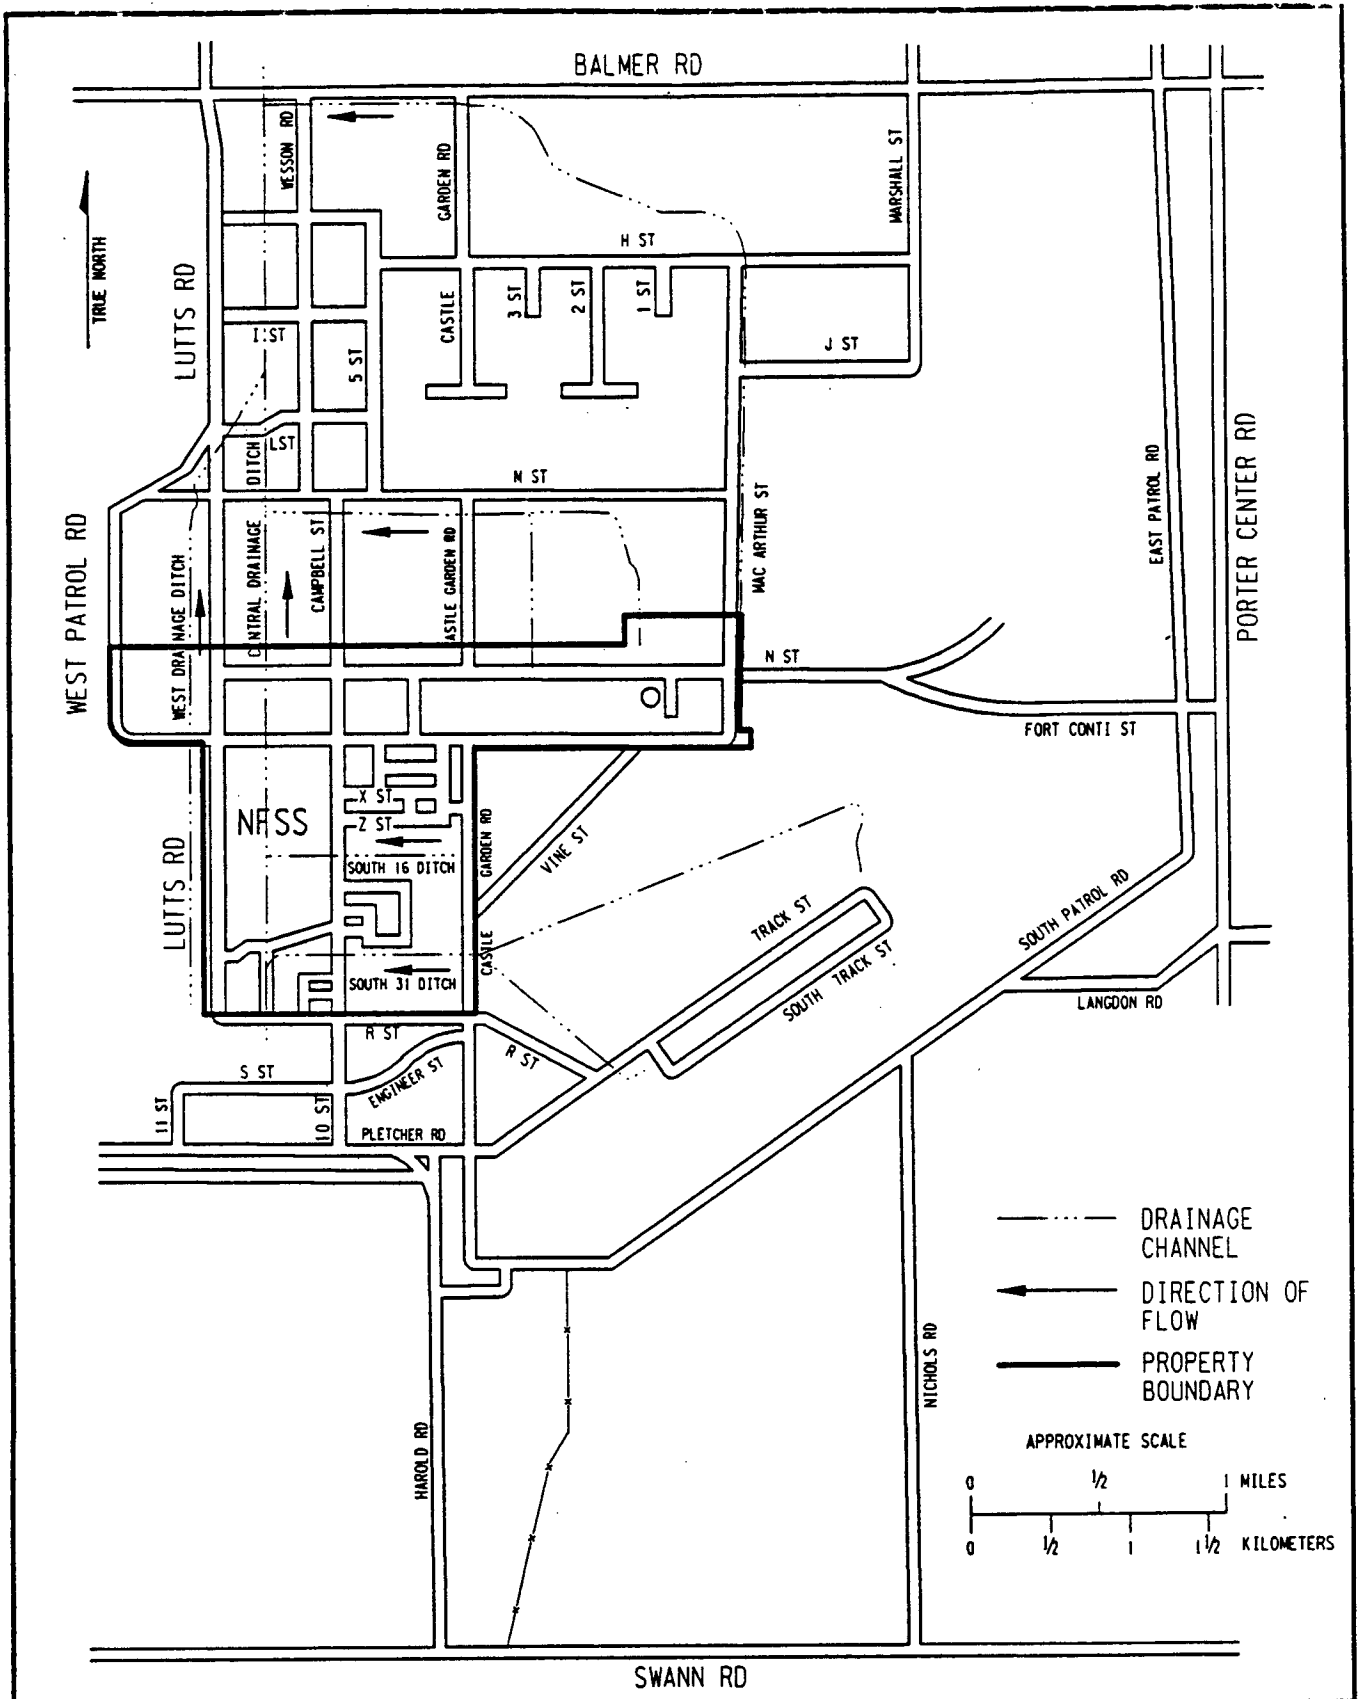 BALMER RD
WESSON RD
GARDEN RD
MARSHALL ST
TRUE NORTH
LUTTS RD
H ST
CASTLE
3 ST
2 ST
1 ST
I ST
5 ST
J ST
DITCH
LST
M ST
EAST PATROL RD
PORTER CENTER RD
WEST PATROL RD
WEST DRAINAGE DITCH
CENTRAL DRAINAGE
CAMPBELL ST
ASTLE GARDEN RD
MAC ARTHUR ST
N ST
FORT CONTI ST
NFSS
X ST
Z ST
SOUTH 16 DITCH
GARDEN RD
VINE ST
LUTTS RD
CASTLE
TRACK ST
SOUTH PATROL RD
SOUTH TRACK ST
SOUTH 31 DITCH
LANGDON RD
R ST
R ST
S ST
ENGINEER ST
11 ST
10 ST
PLETCHER RD
DRAINAGE
CHANNEL
DIRECTION OF
FLOW
PROPERTY
BOUNDARY
NICHOLS RD
HAROLD RD
APPROXIMATE SCALE
0 1/2 1 MILES
0 1/2 1 1 1/2 KILOMETERS
SWANN RD